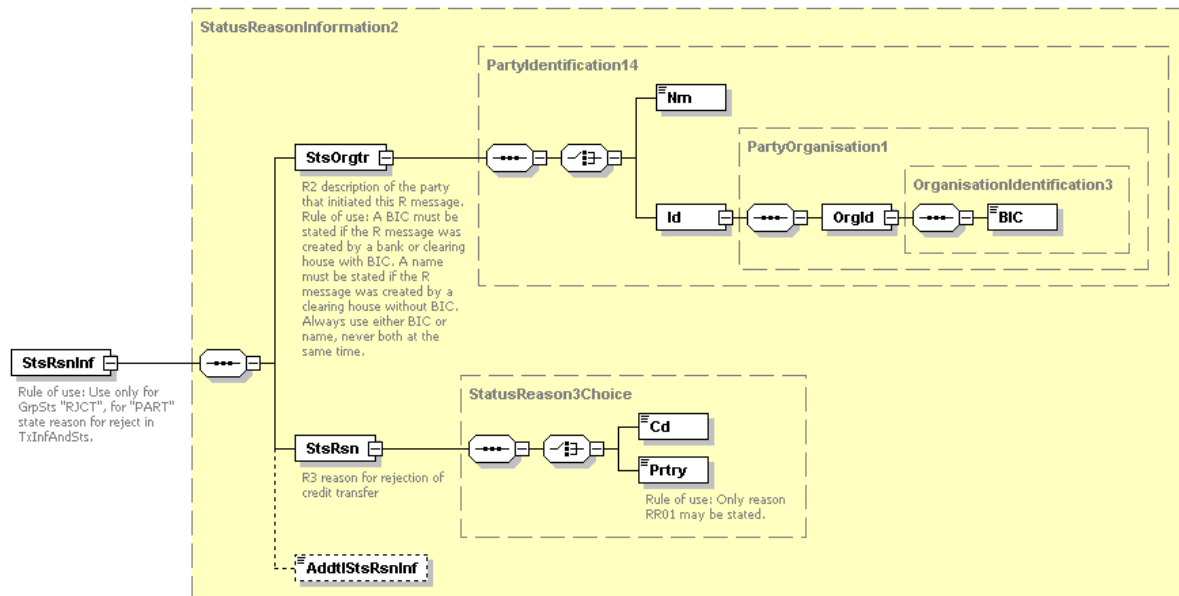 StatusReasonInformation2
PartyIdentification14
Nm
PartyOrganisation1
OrganisationIdentification3
StsOrgtr
Id
OrgId
BIC
R2 description of the party
that initiated this R message.
Rule of use: A BIC must be
stated if the R message was
created by a bank or clearing
house with BIC. A name
must be stated if the R
message was created by a
clearing house without BIC.
Always use either BIC or
name, never both at the
same time.
StsRsnInf
Rule of use: Use only for
GrpSts "RJCT", for "PART"
state reason for reject in
TxInfAndSts.
StatusReason3Choice
Cd
StsRsn
Prtry
R3 reason for rejection of
credit transfer
Rule of use: Only reason
RR01 may be stated.
AddtlStsRsnInf